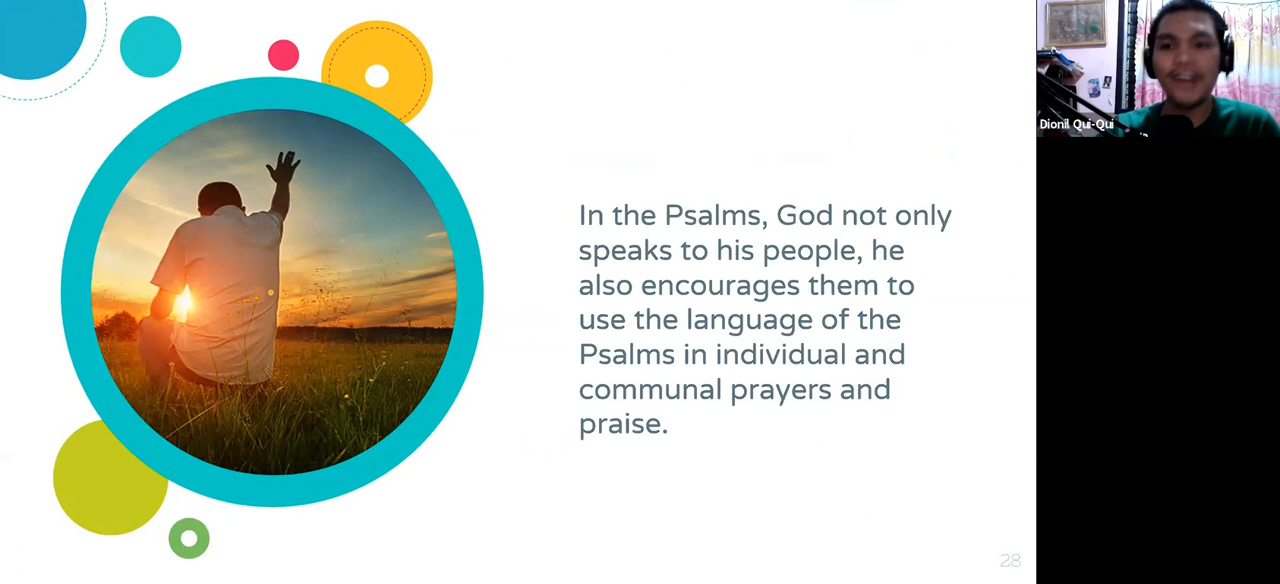 In the Psalms, God not only
speaks to his people, he
also encourages them to
use the language of the
Psalms in individual and
communal prayers and
praise.
28
Dionil Qui-Qui